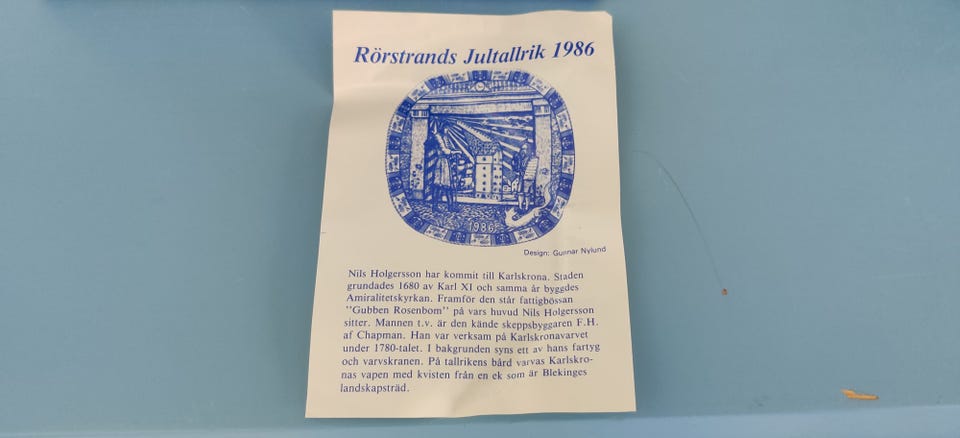 Rörstrands Jultallrik 1986
1986
Design: Gunnar Nylund
Nils Holgersson har kommit till Karlskrona. Staden
grundades 1680 av Karl XI och samma år byggdes
Amiralitetskyrkan. Framför den står fattigbössan
"Gubben Rosenbom" på vars huvud Nils Holgersson
sitter. Mannen t.v. är den kände skeppsbyggaren F.H.
af Chapman. Han var verksam på Karlskronavarvet
under 1780-talet. I bakgrunden syns ett av hans fartyg
och varvskranen. På tallrikens bård varvas Karlskro-
nas vapen med kvisten från en ek som är Blekinges
landskapsträd.